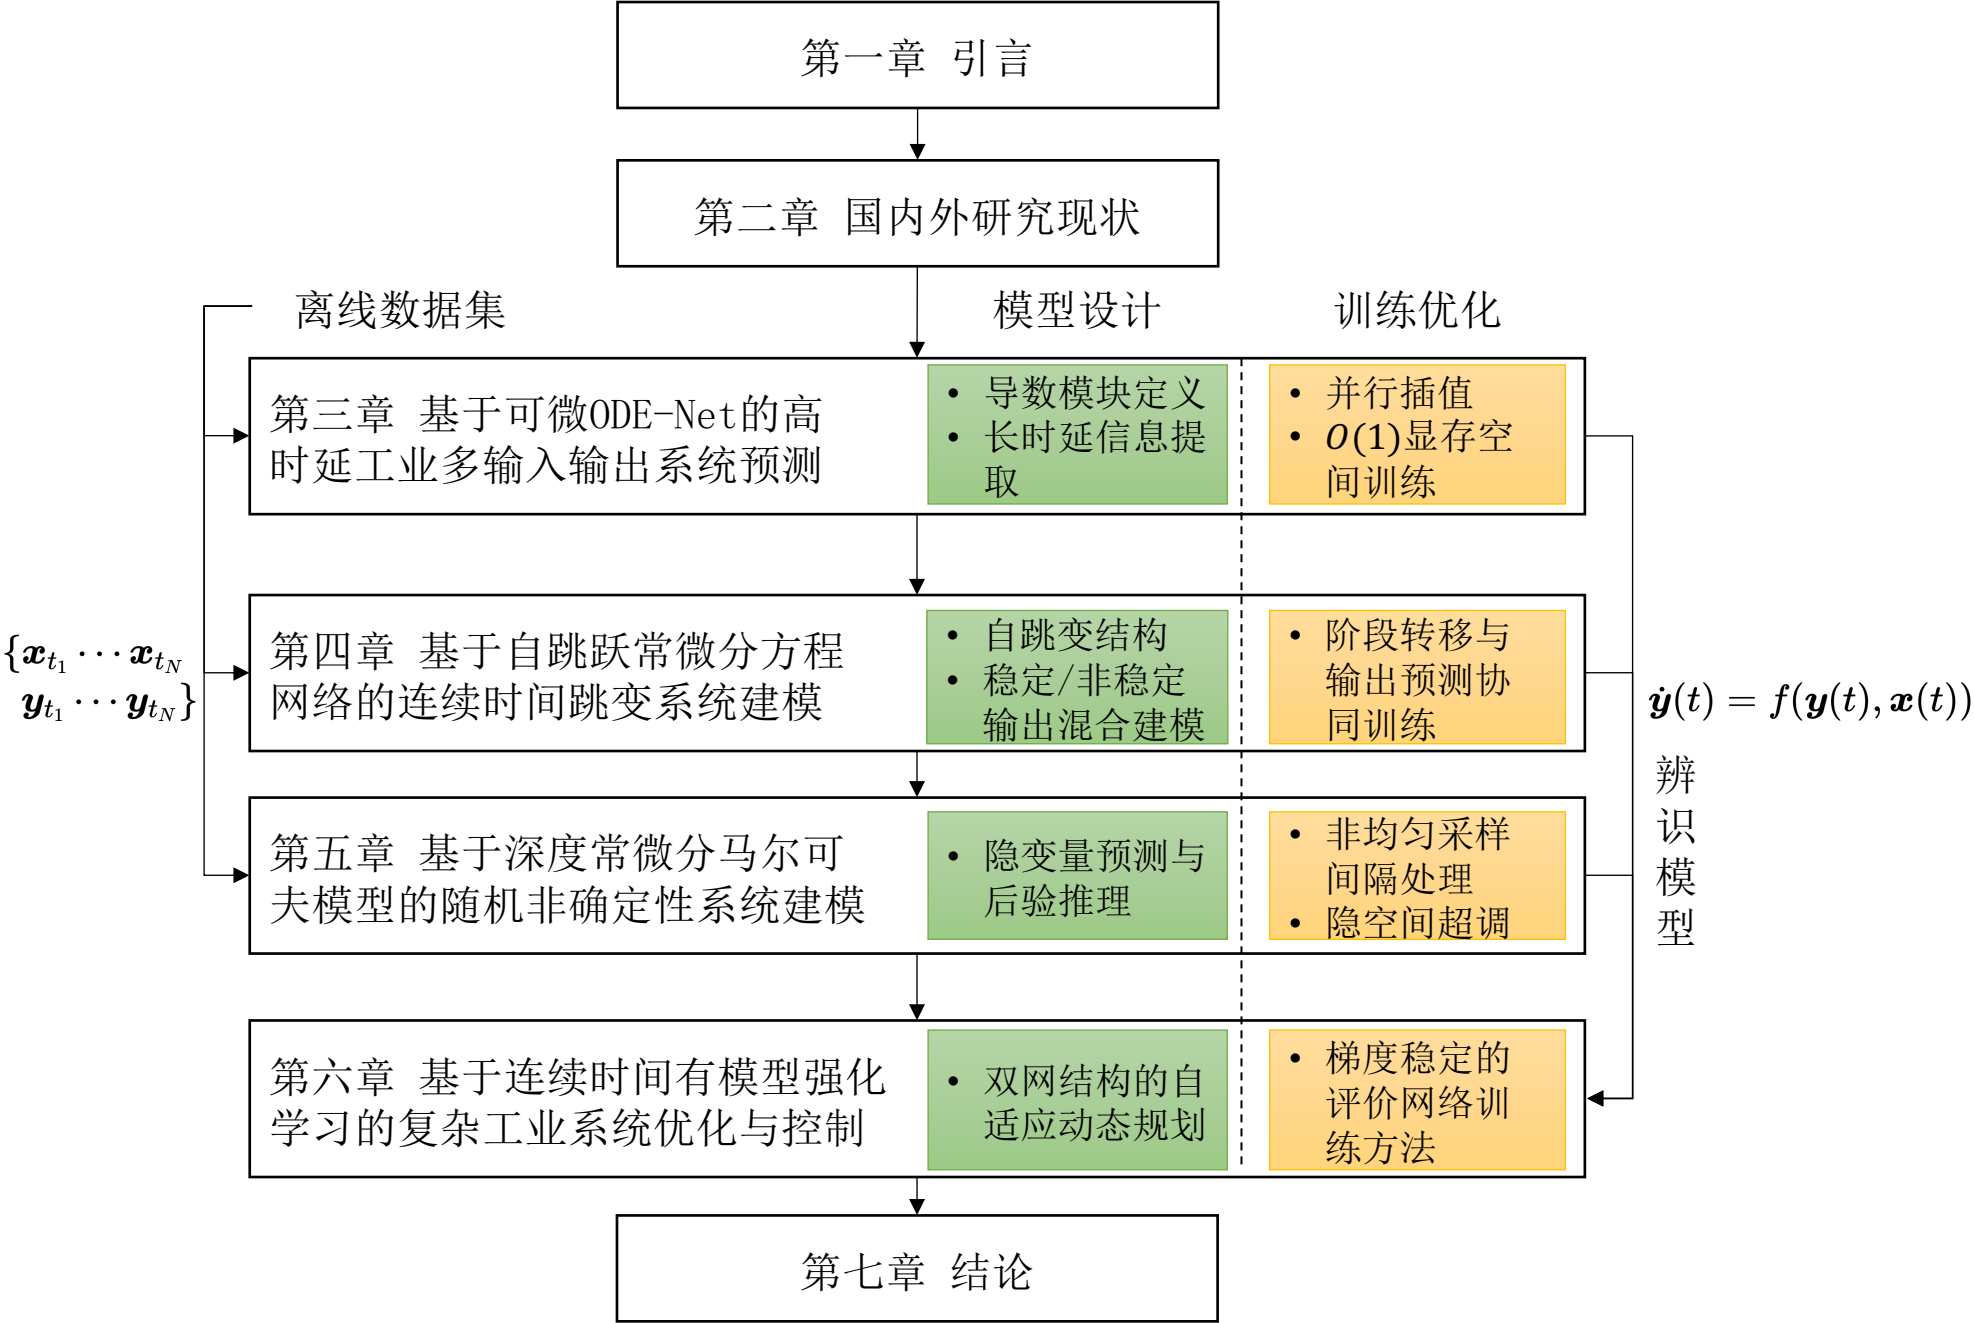 第一章 引言
第二章 国内外研究现状
离线数据集
模型设计
训练优化
第三章 基于可微ODE-Net的高
时延工业多输入输出系统预测
• 导数模块定义
• 长时延信息提
取
• 并行插值
• O(1)显存空
间训练
第四章 基于自跳跃常微分方程
网络的连续时间跳变系统建模
• 自跳变结构
• 稳定/非稳定
输出混合建模
• 阶段转移与
输出预测协
同训练
{x_{t_1} ⋯ x_{t_N}
y_{t_1} ⋯ y_{t_N}}
ẏ(t) = f(y(t), x(t))
辨
识
模
型
第五章 基于深度常微分马尔可
夫模型的随机非确定性系统建模
• 隐变量预测与
后验推理
• 非均匀采样
间隔处理
• 隐空间超调
第六章 基于连续时间有模型强化
学习的复杂工业系统优化与控制
• 双网结构的自
适应动态规划
• 梯度稳定的
评价网络训
练方法
第七章 结论